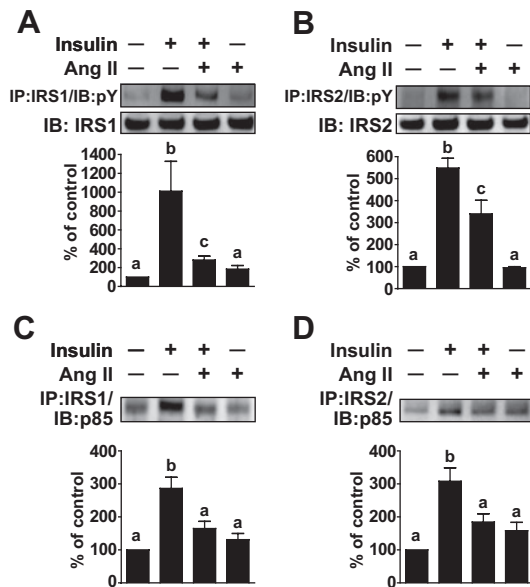 A
Insulin — + + —
Ang II — — + +
IP:IRS1/IB:pY
IB: IRS1
% of control
1400
1200
1000
800
600
400
200
0
a b c a
B
Insulin — + + —
Ang II — — + +
IP:IRS2/IB:pY
IB: IRS2
% of control
600
500
400
300
200
100
0
a b c a
C
Insulin — + + —
Ang II — — + +
IP:IRS1/
IB:p85
% of control
400
300
200
100
0
a b a a
D
Insulin — + + —
Ang II — — + +
IP:IRS2/
IB:p85
% of control
400
300
200
100
0
a b a a